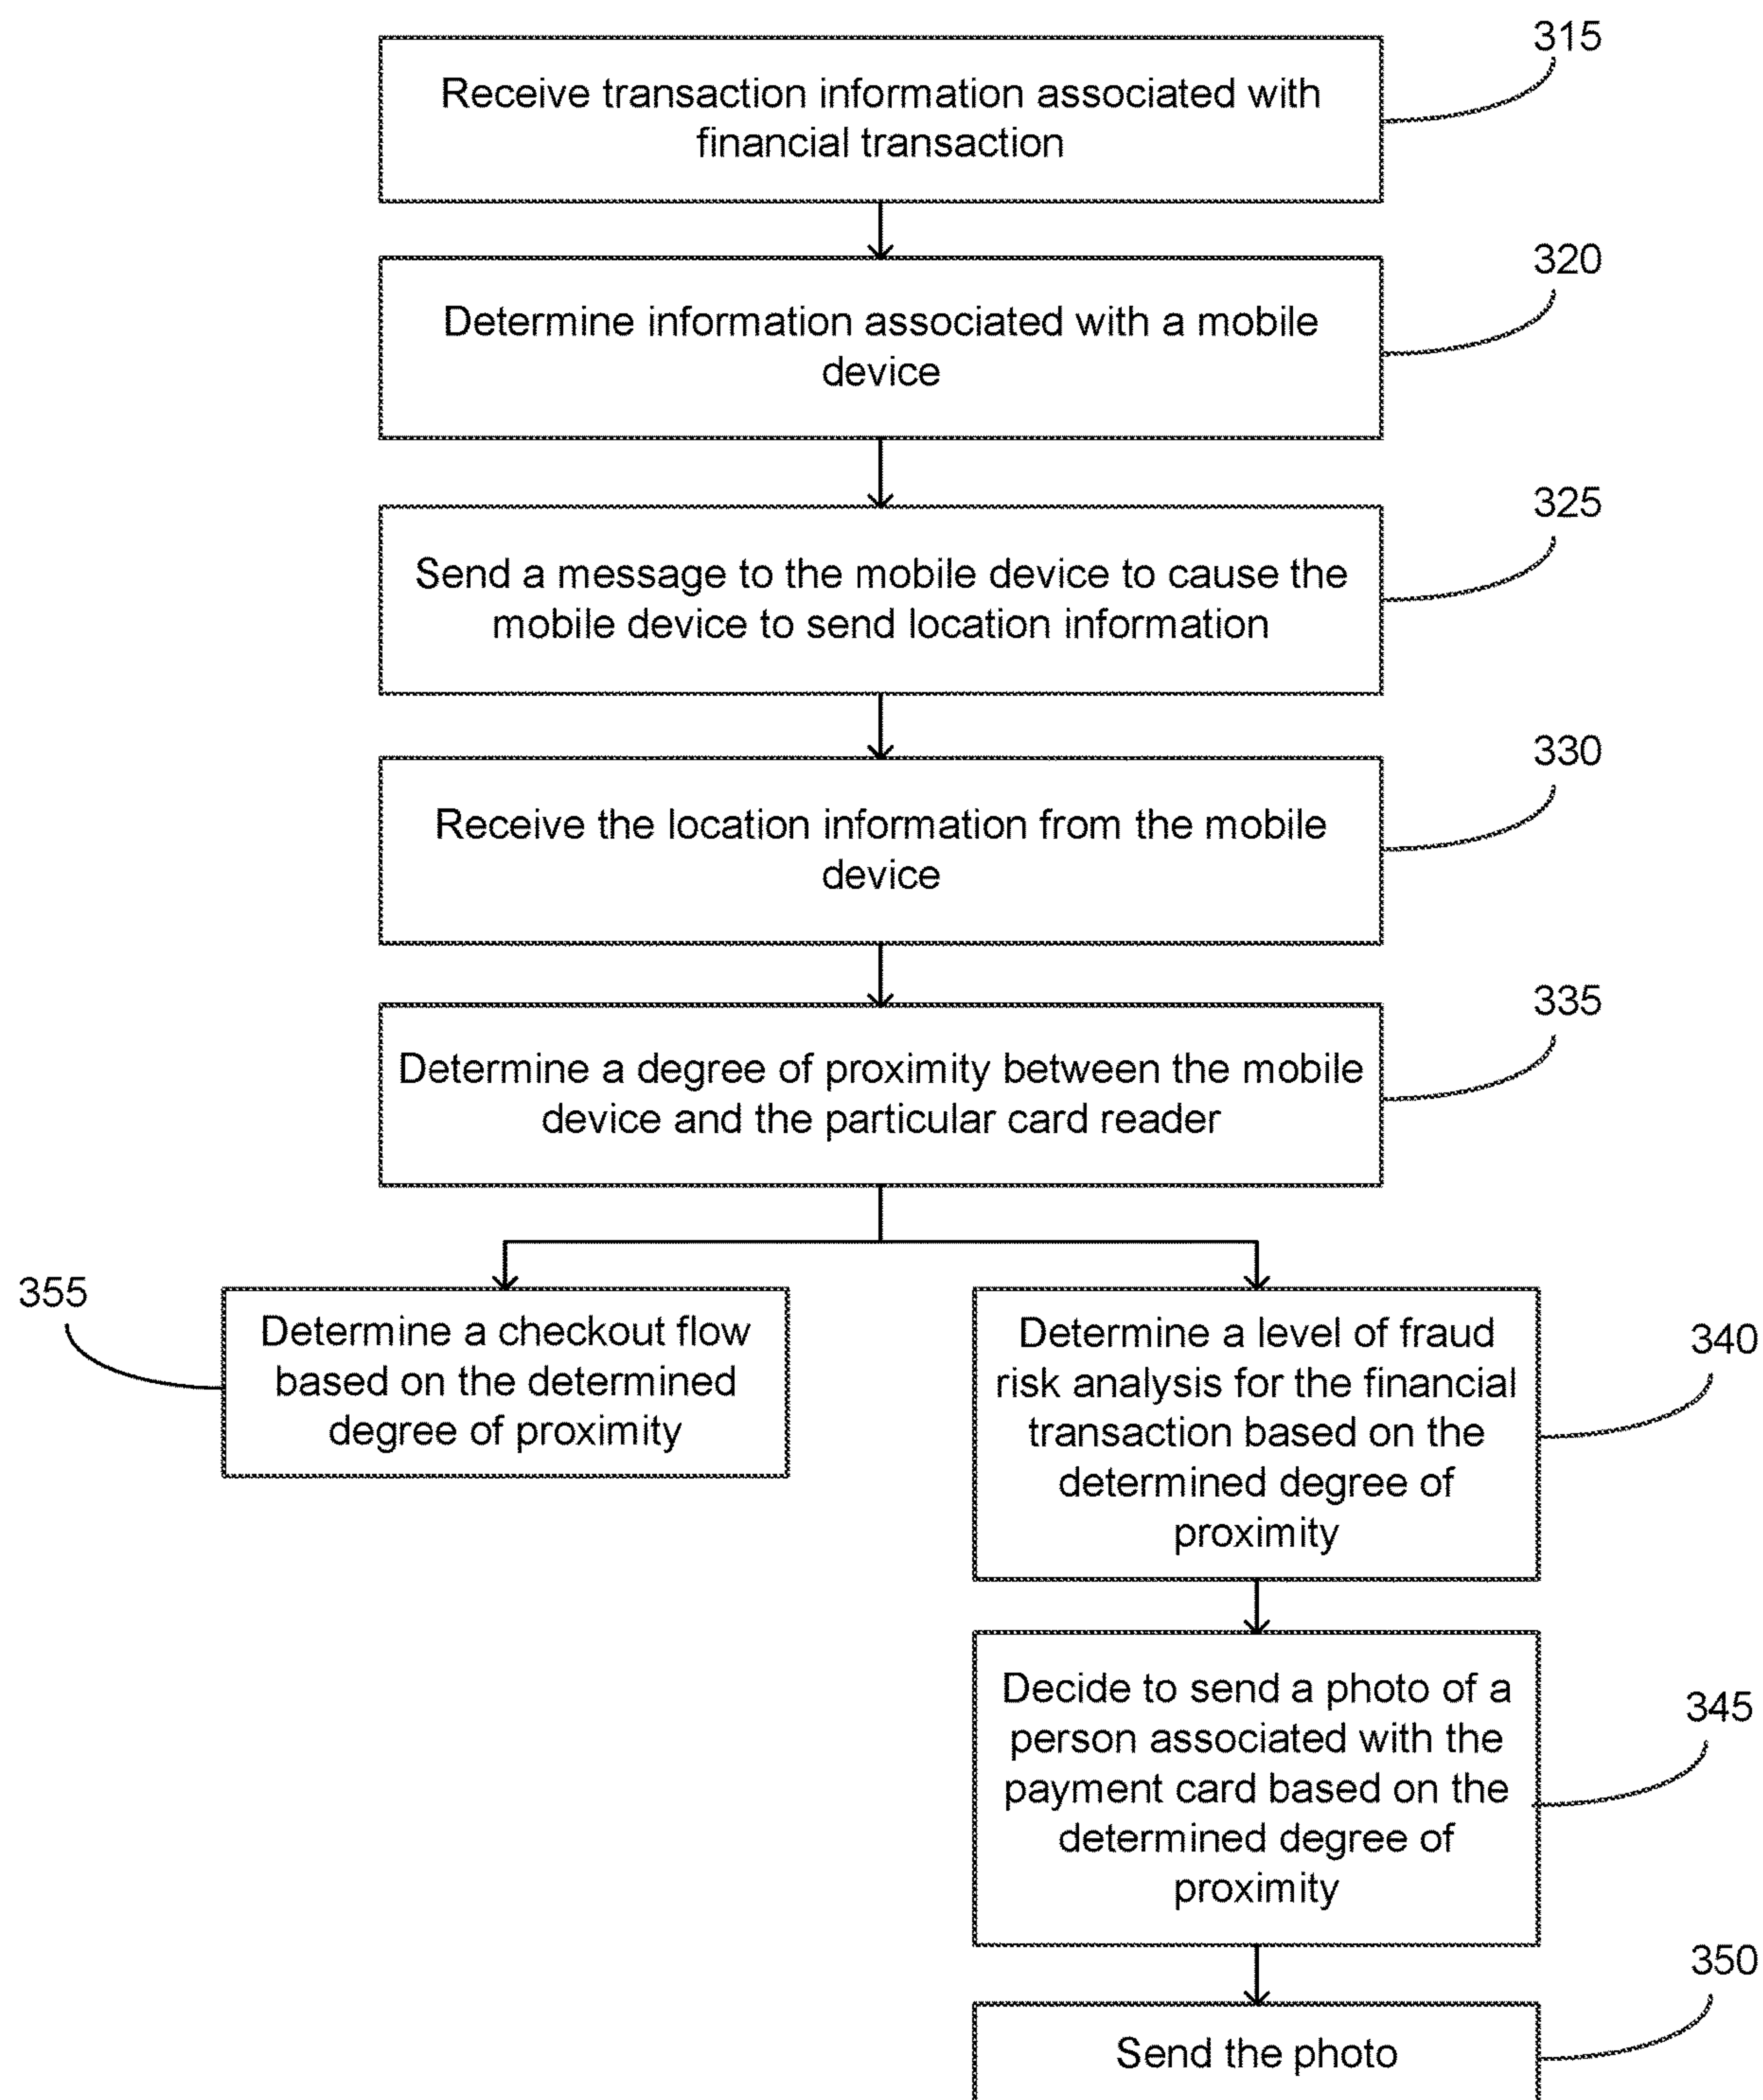 315
Receive transaction information associated with
financial transaction
320
Determine information associated with a mobile
device
325
Send a message to the mobile device to cause the
mobile device to send location information
330
Receive the location information from the mobile
device
335
Determine a degree of proximity between the mobile
device and the particular card reader
355
Determine a checkout flow
based on the determined
degree of proximity
340
Determine a level of fraud
risk analysis for the financial
transaction based on the
determined degree of
proximity
345
Decide to send a photo of a
person associated with the
payment card based on the
determined degree of
proximity
350
Send the photo